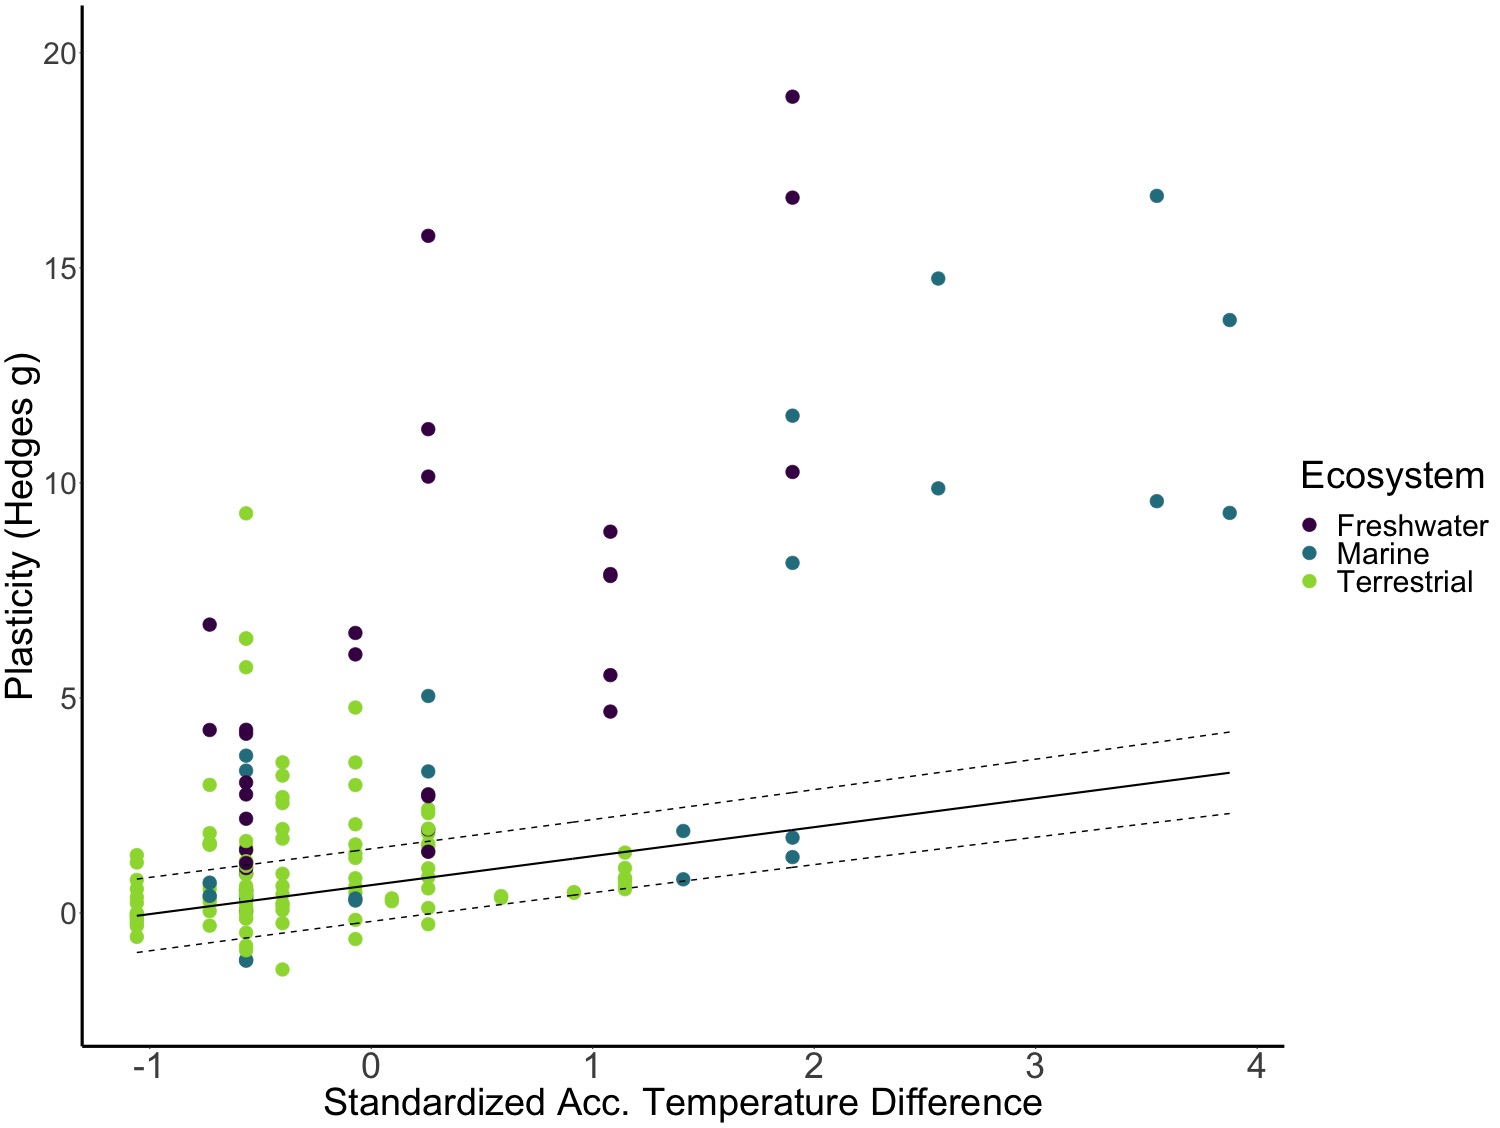 Plasticity (Hedges g)
20
15
10
5
0
-1
0
1
2
3
4
Standardized Acc. Temperature Difference
Ecosystem
Freshwater
Marine
Terrestrial